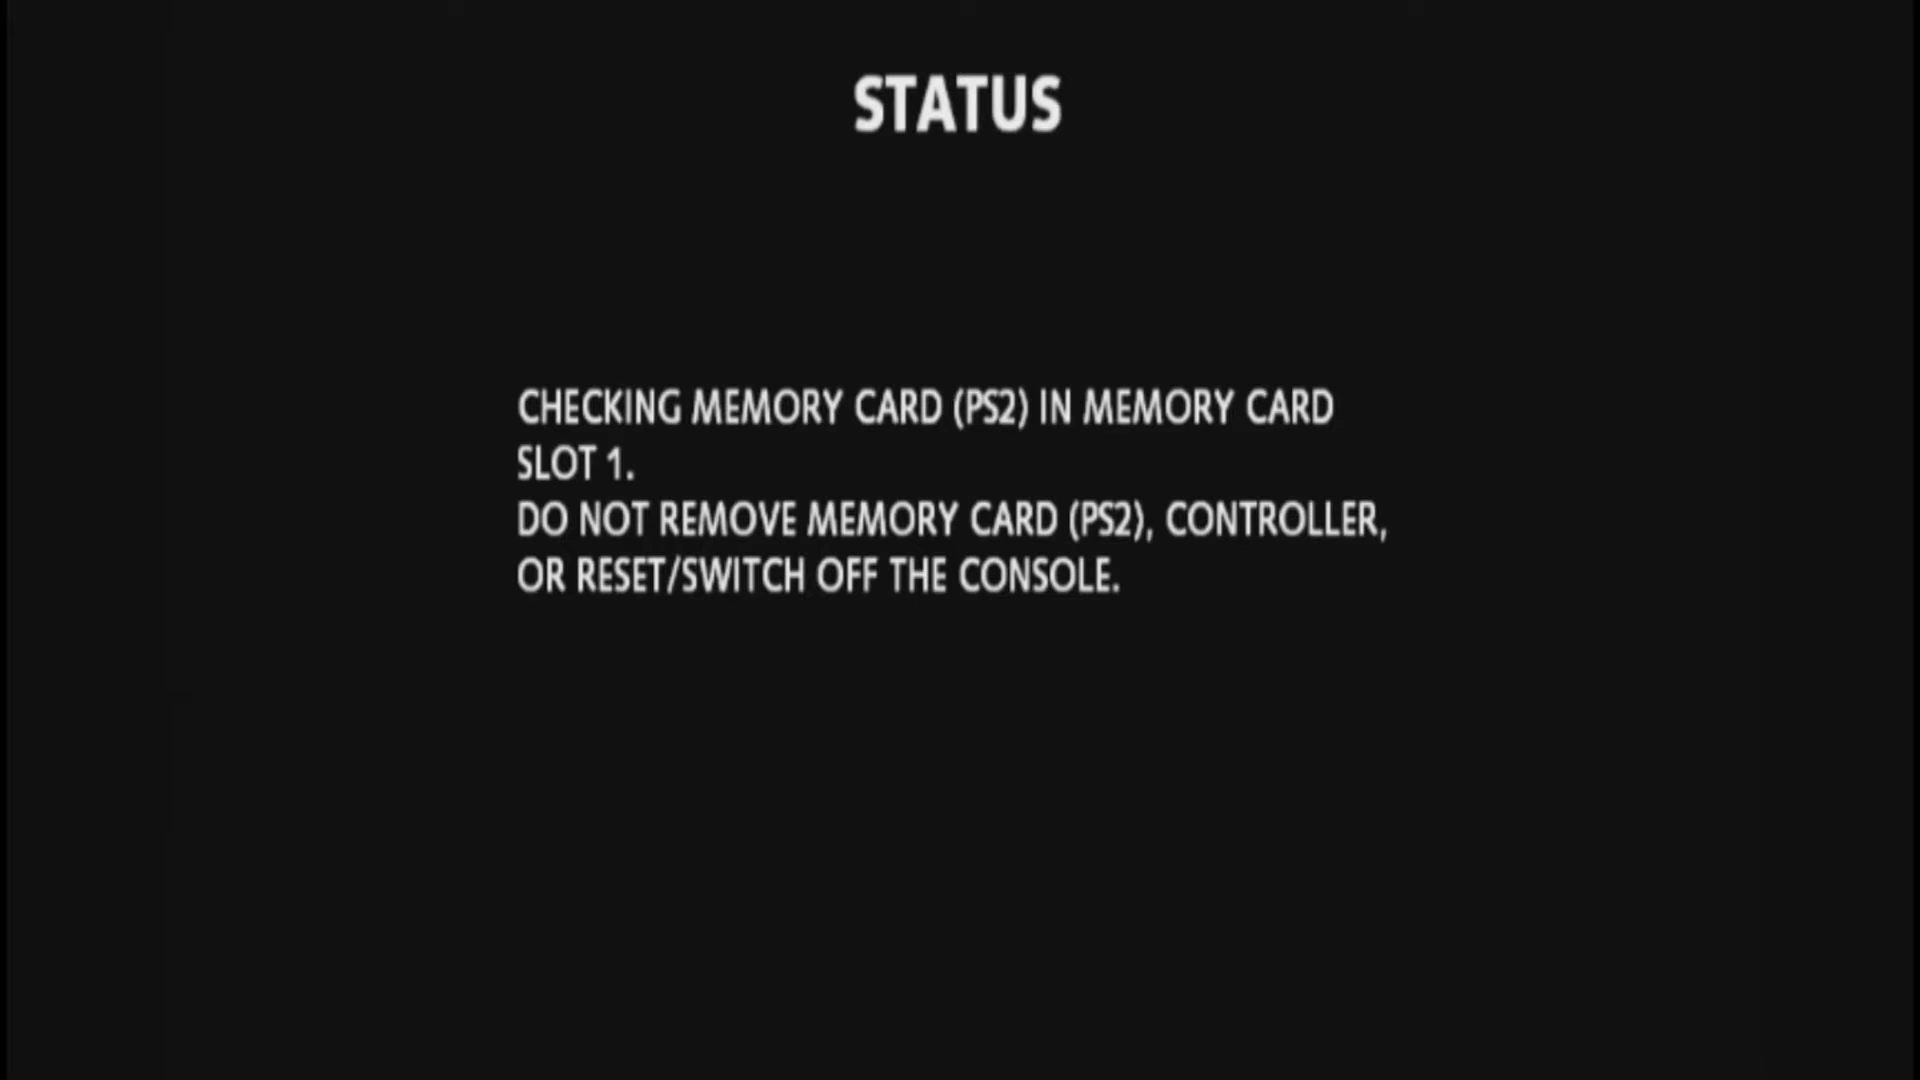 STATUS
CHECKING MEMORY CARD (PS2) IN MEMORY CARD
SLOT 1.
DO NOT REMOVE MEMORY CARD (PS2), CONTROLLER,
OR RESET/SWITCH OFF THE CONSOLE.